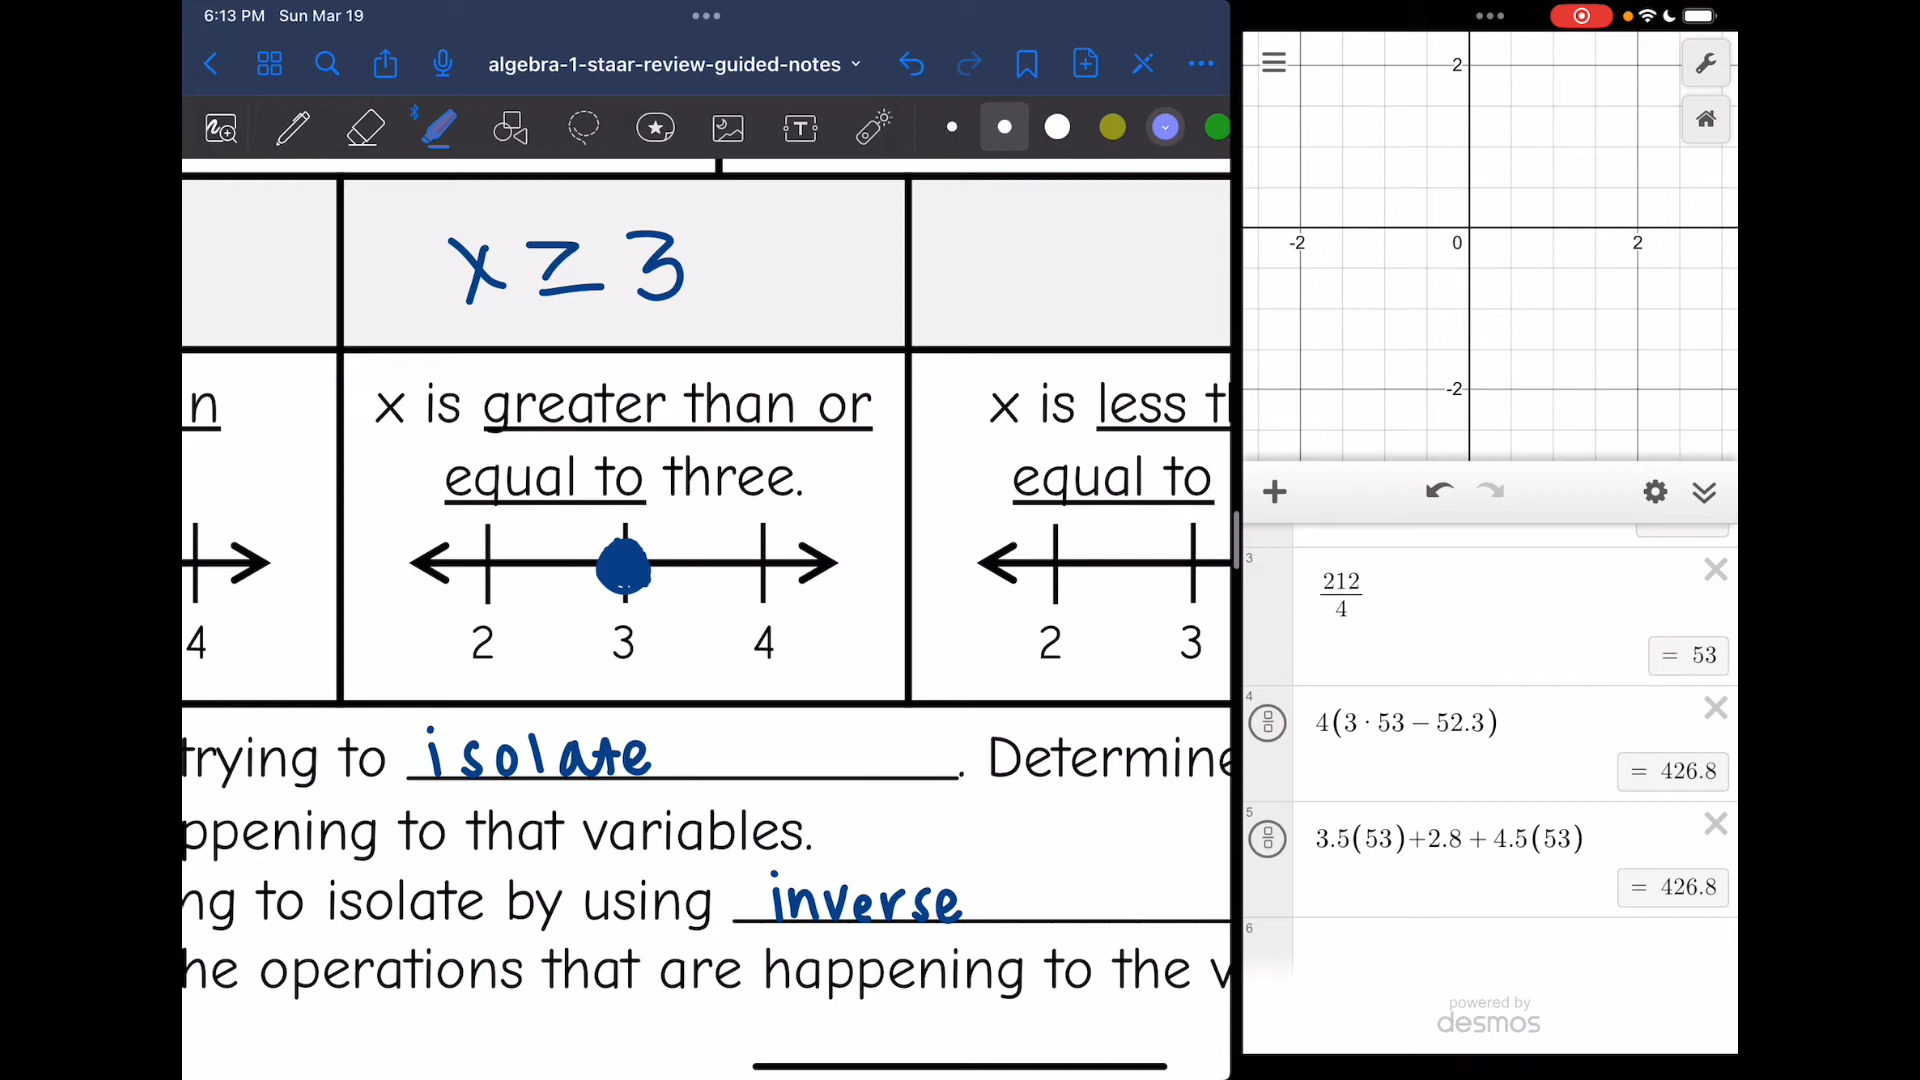 6:13 PM Sun Mar 19
algebra-1-staar-review-guided-notes
T
x ≥ 3
n
x is greater than or
equal to three.
x is less th
equal to
4
2 3 4
2 3
trying to isolate. Determine
ppening to that variables.
ng to isolate by using inverse
he operations that are happening to the v
2
-2 0 2
-2
3
212
4
= 53
4
4(3 · 53 − 52.3)
= 426.8
5
3.5(53)+2.8 + 4.5(53)
= 426.8
6
powered by
desmos